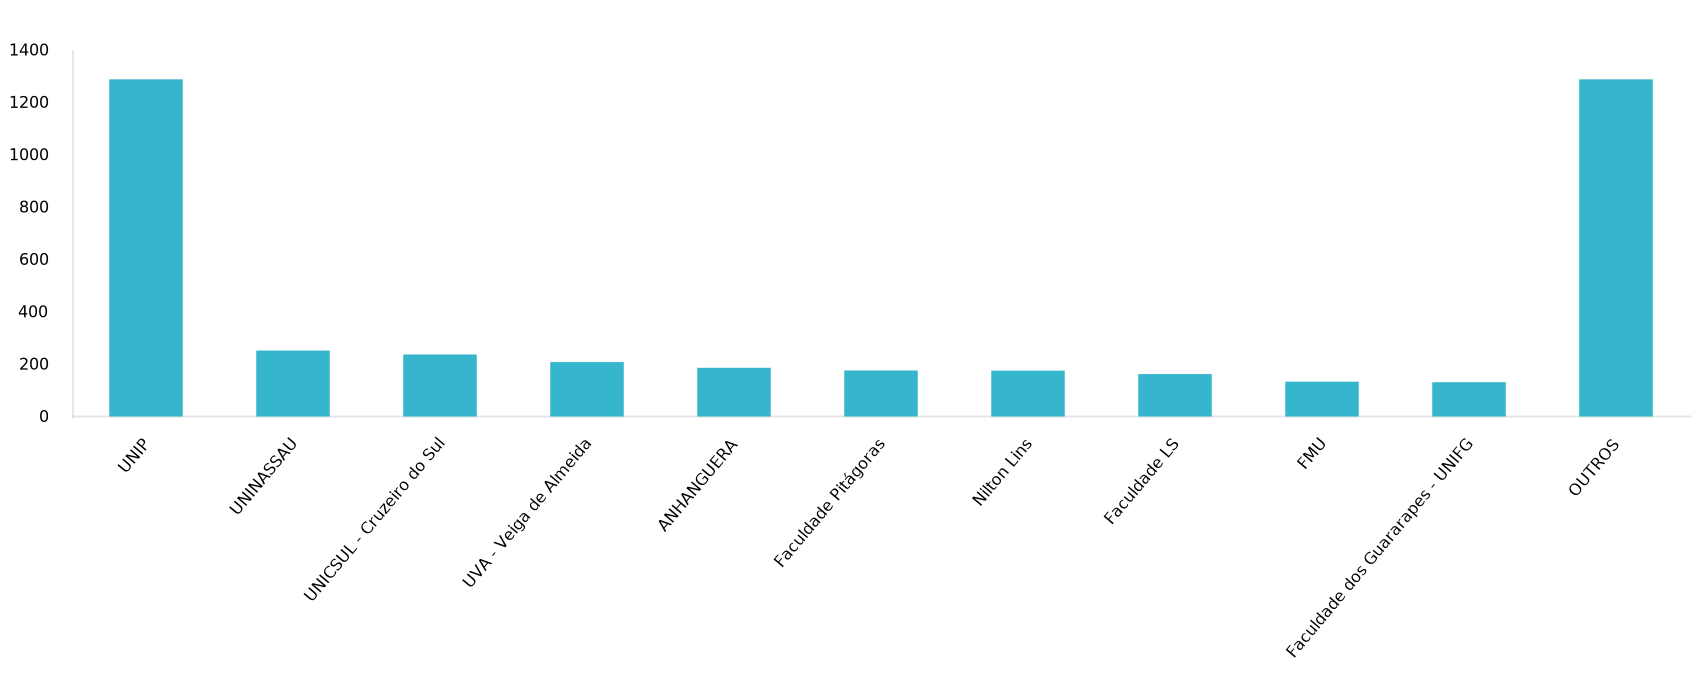 1400
1200
1000
800
600
400
200
0
UNIP
UNINASSAU
UNICSUL - Cruzeiro do Sul
UVA - Veiga de Almeida
ANHANGUERA
Faculdade Pitágoras
Nilton Lins
Faculdade LS
FMU
Faculdade dos Guararapes - UNIFG
OUTROS